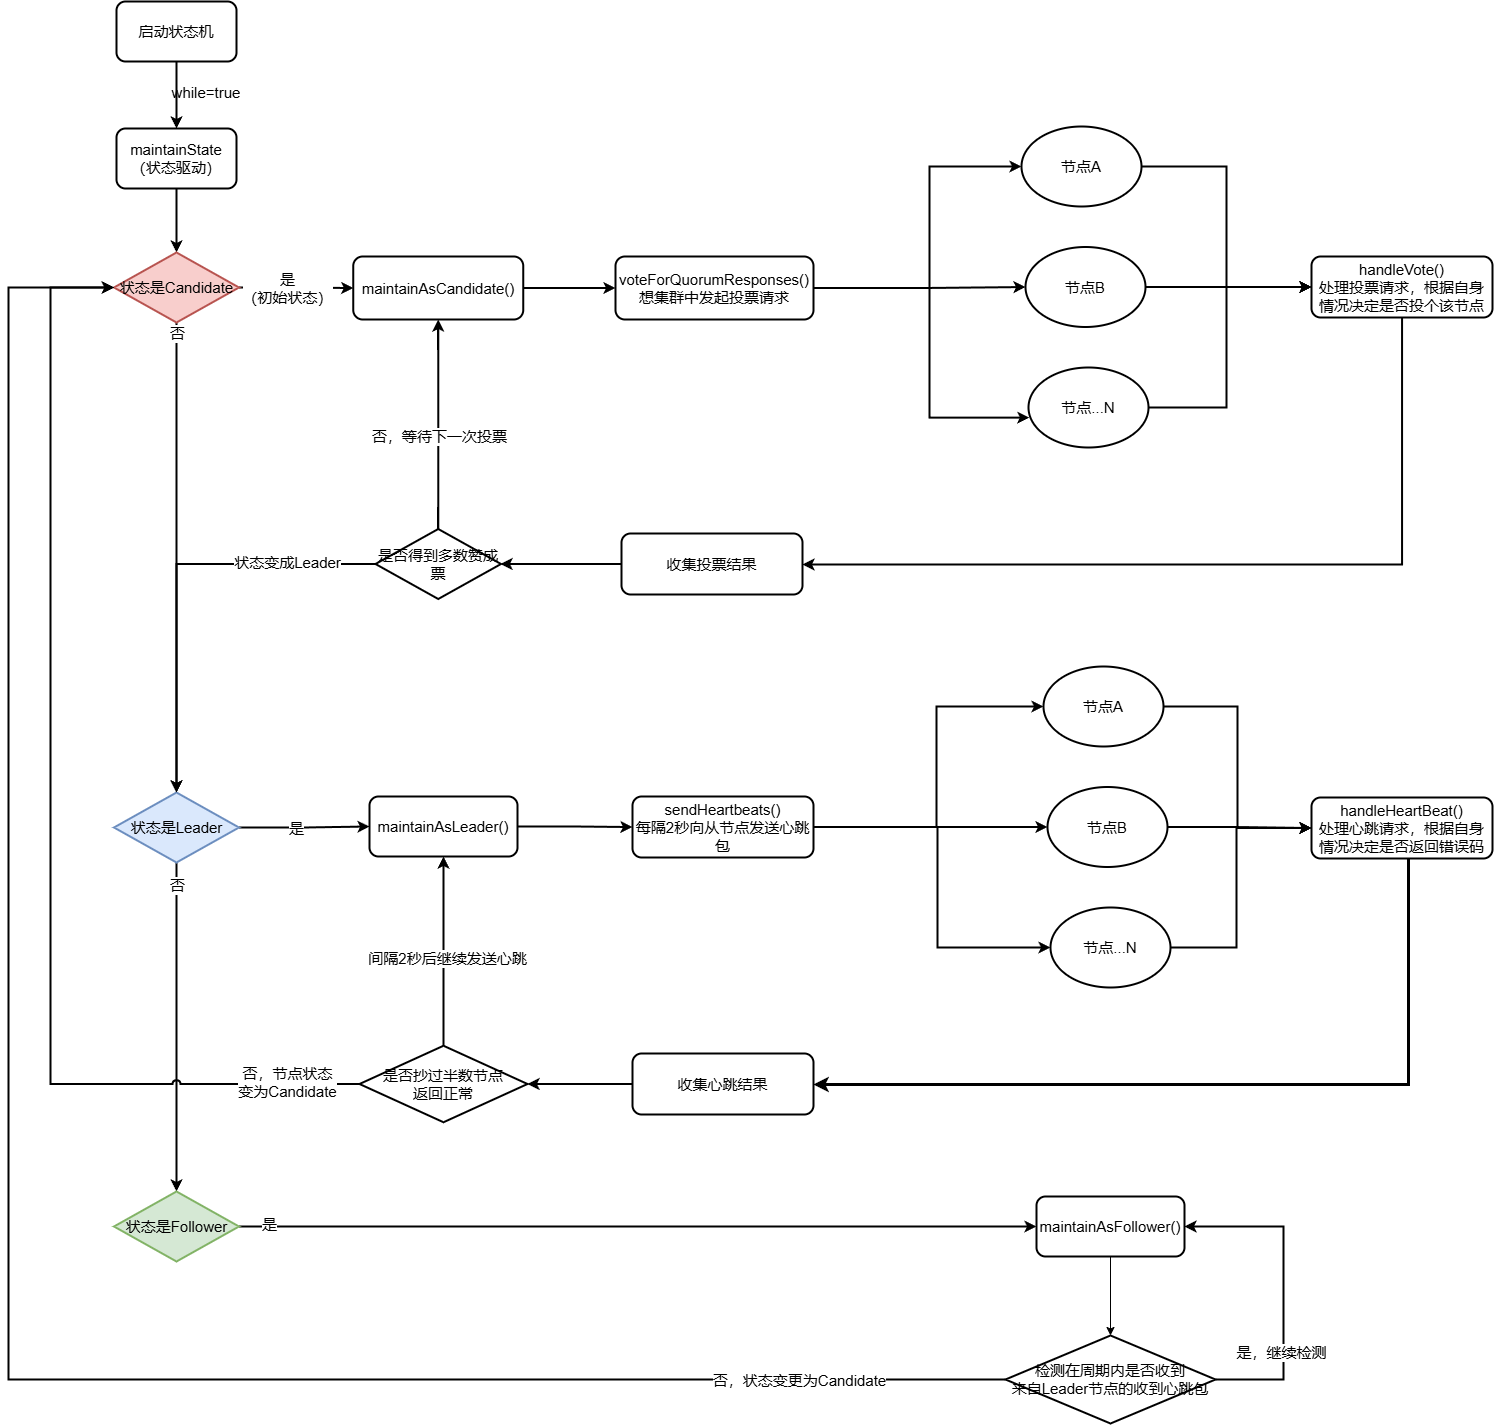 启动状态机
while=true
maintainState
（状态驱动）
状态是Candidate
是
（初始状态）
否
maintainAsCandidate()
voteForQuorumResponses()
想集群中发起投票请求
节点A
节点B
节点...N
handleVote()
处理投票请求，根据自身
情况决定是否投个该节点
否，等待下一次投票
状态变成Leader
是否得到多数赞成
票
收集投票结果
状态是Leader
是
否
maintainAsLeader()
sendHeartbeats()
每隔2秒向从节点发送心跳
包
节点A
节点B
节点...N
handleHeartBeat()
处理心跳请求，根据自身
情况决定是否返回错误码
间隔2秒后继续发送心跳
否，节点状态
变为Candidate
是否抄过半数节点
返回正常
收集心跳结果
状态是Follower
是
maintainAsFollower()
是，继续检测
检测在周期内是否收到
来自Leader节点的收到心跳包
否，状态变更为Candidate